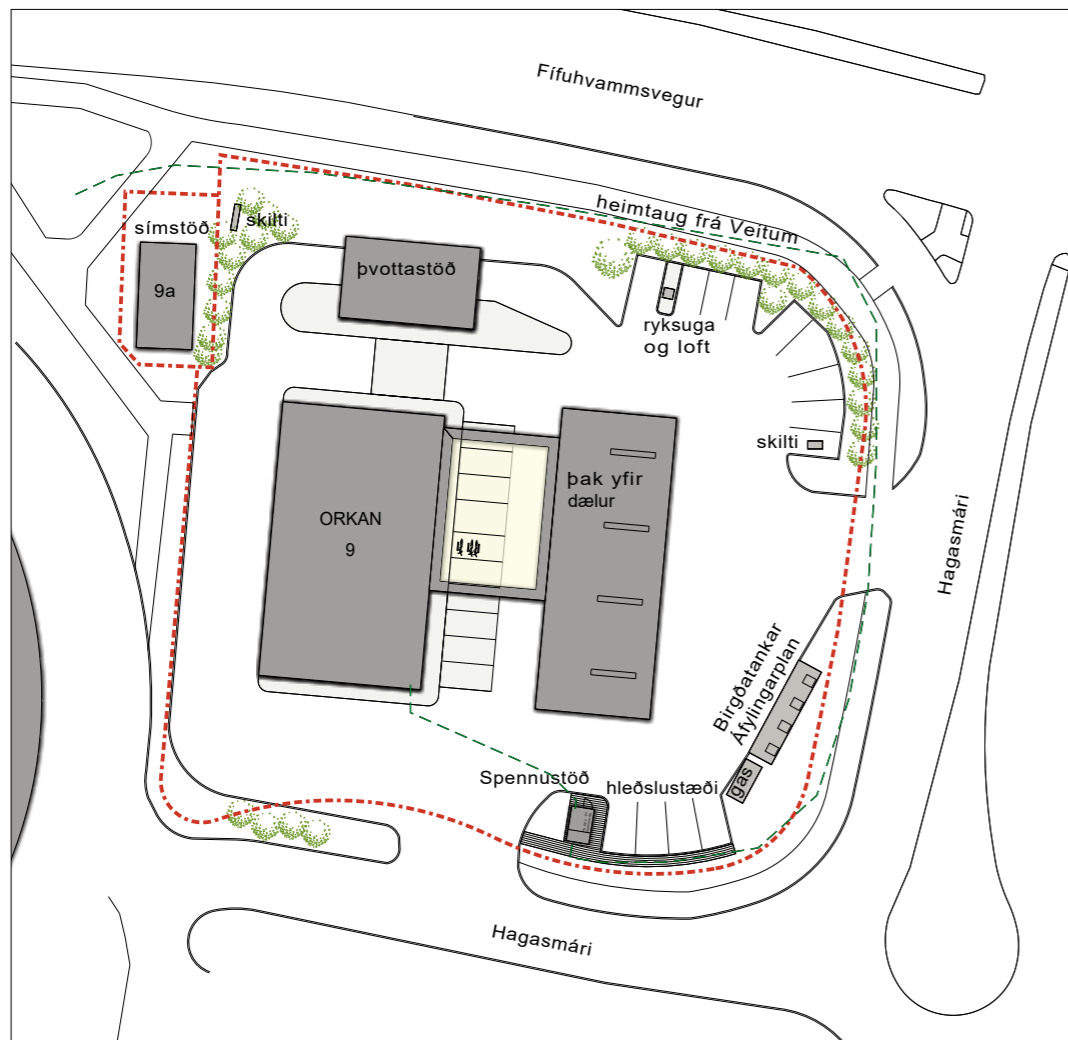 Fífuhvammsvegur
heimtaug frá Veitum
símstöð
skilti
9a
þvottastöð
ryksuga
og loft
skilti
þak yfir
dælur
ORKAN
9
Hagasmári
Birgðatankar
Áfylingarplan
gas
Spennustöð
hleðslustæði
Hagasmári